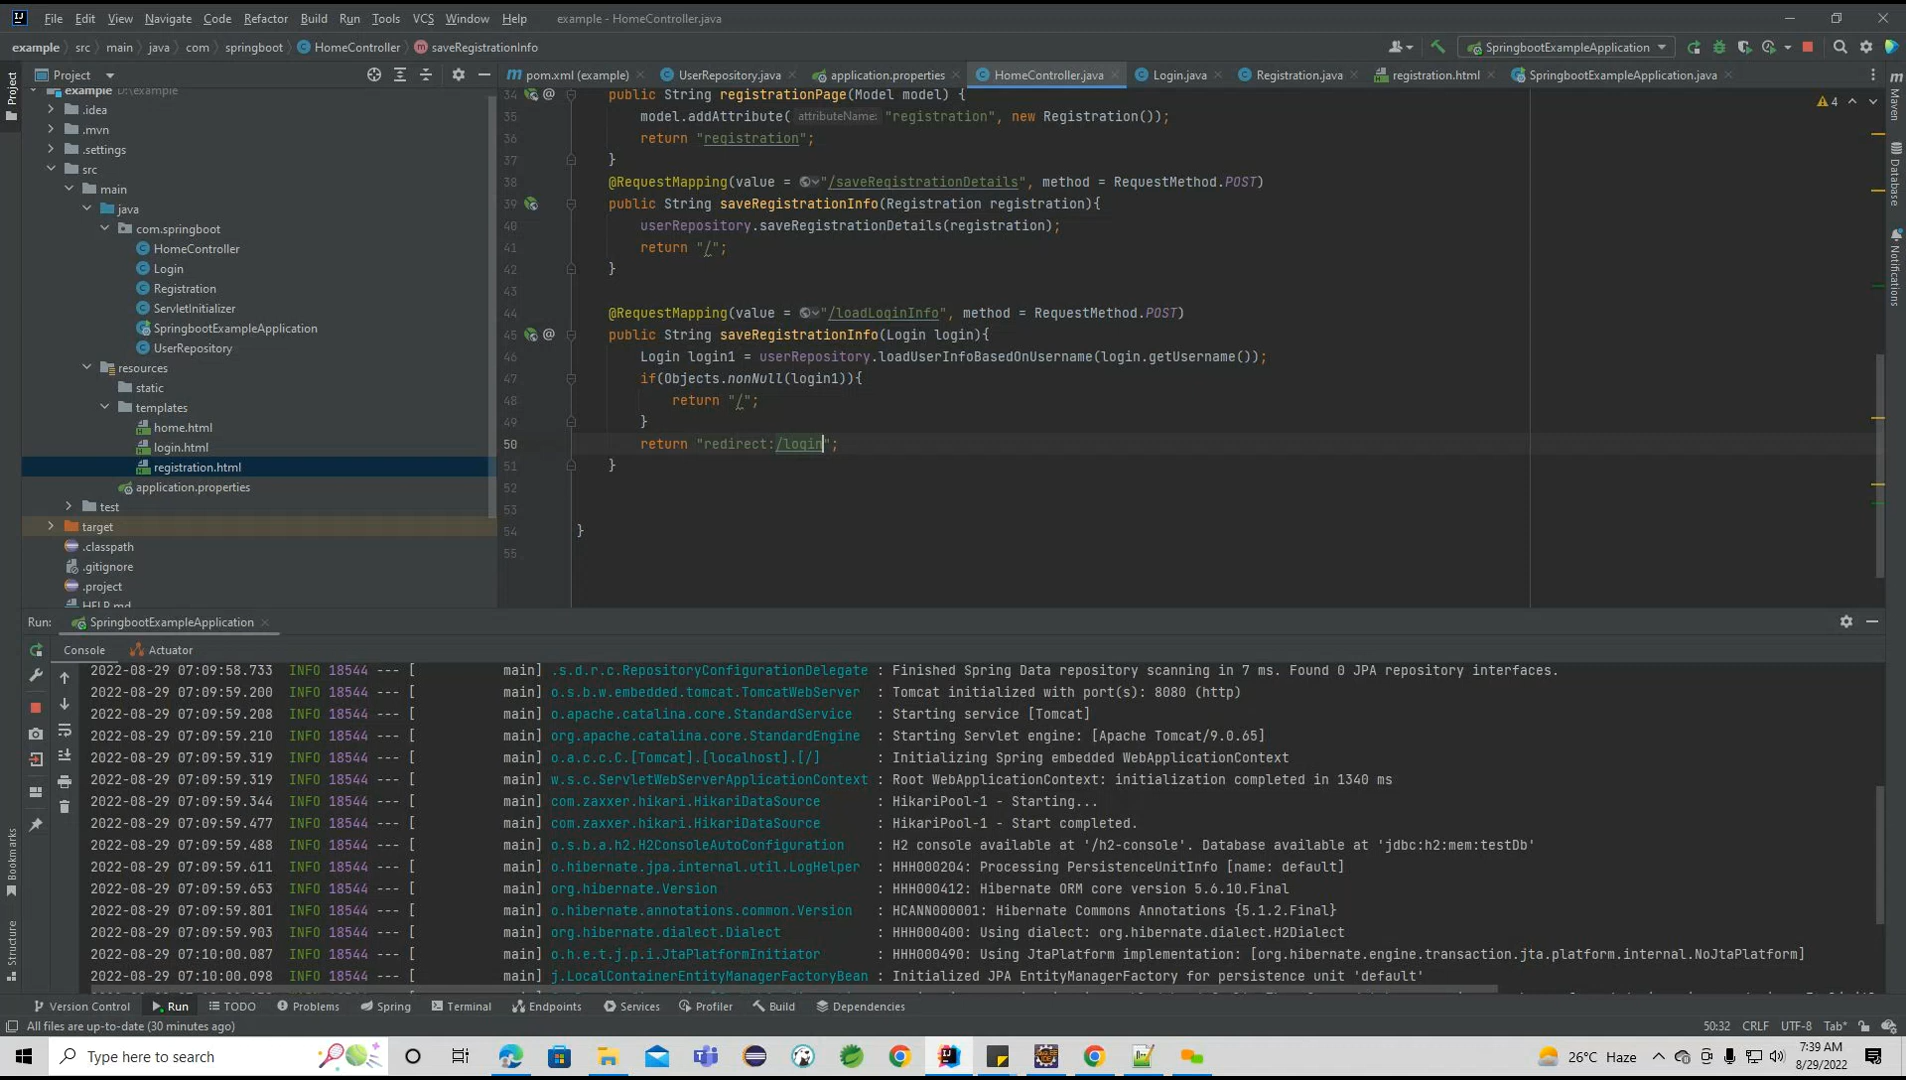 File Edit View Navigate Code Refactor Build Run Tools VCS Window Help example - HomeController.java
example src main java com springboot HomeController saveRegistrationInfo SpringbootExampleApplication
Project
pom.xml (example) UserRepository.java application.properties HomeController.java Login.java Registration.java registration.html SpringbootExampleApplication.java
example D:\example
.idea
.mvn
.settings
src
main
java
com.springboot
HomeController
Login
Registration
ServletInitializer
SpringbootExampleApplication
UserRepository
resources
static
templates
home.html
login.html
registration.html
application.properties
test
target
.classpath
.gitignore
.project
HELP.md
34 public String registrationPage(Model model) {
35 model.addAttribute( attributeName: "registration", new Registration());
36 return "registration";
37 }
38 @RequestMapping(value = "/saveRegistrationDetails", method = RequestMethod.POST)
39 public String saveRegistrationInfo(Registration registration){
40 userRepository.saveRegistrationDetails(registration);
41 return "/";
42 }
43
44 @RequestMapping(value = "/loadLoginInfo", method = RequestMethod.POST)
45 public String saveRegistrationInfo(Login login){
46 Login login1 = userRepository.loadUserInfoBasedOnUsername(login.getUsername());
47 if(Objects.nonNull(login1)){
48 return "/";
49 }
50 return "redirect:/login";
51 }
52
53
54 }
55
4
Project
Bookmarks
Structure
Maven
Database
Notifications
Run: SpringbootExampleApplication
Console Actuator
2022-08-29 07:09:58.733 INFO 18544 --- [ main] .s.d.r.c.RepositoryConfigurationDelegate : Finished Spring Data repository scanning in 7 ms. Found 0 JPA repository interfaces.
2022-08-29 07:09:59.200 INFO 18544 --- [ main] o.s.b.w.embedded.tomcat.TomcatWebServer : Tomcat initialized with port(s): 8080 (http)
2022-08-29 07:09:59.208 INFO 18544 --- [ main] o.apache.catalina.core.StandardService : Starting service [Tomcat]
2022-08-29 07:09:59.210 INFO 18544 --- [ main] org.apache.catalina.core.StandardEngine : Starting Servlet engine: [Apache Tomcat/9.0.65]
2022-08-29 07:09:59.319 INFO 18544 --- [ main] o.a.c.c.C.[Tomcat].[localhost].[/] : Initializing Spring embedded WebApplicationContext
2022-08-29 07:09:59.319 INFO 18544 --- [ main] w.s.c.ServletWebServerApplicationContext : Root WebApplicationContext: initialization completed in 1340 ms
2022-08-29 07:09:59.344 INFO 18544 --- [ main] com.zaxxer.hikari.HikariDataSource : HikariPool-1 - Starting...
2022-08-29 07:09:59.477 INFO 18544 --- [ main] com.zaxxer.hikari.HikariDataSource : HikariPool-1 - Start completed.
2022-08-29 07:09:59.488 INFO 18544 --- [ main] o.s.b.a.h2.H2ConsoleAutoConfiguration : H2 console available at '/h2-console'. Database available at 'jdbc:h2:mem:testDb'
2022-08-29 07:09:59.611 INFO 18544 --- [ main] o.hibernate.jpa.internal.util.LogHelper : HHH000204: Processing PersistenceUnitInfo [name: default]
2022-08-29 07:09:59.653 INFO 18544 --- [ main] org.hibernate.Version : HHH000412: Hibernate ORM core version 5.6.10.Final
2022-08-29 07:09:59.801 INFO 18544 --- [ main] o.hibernate.annotations.common.Version : HCANN000001: Hibernate Commons Annotations {5.1.2.Final}
2022-08-29 07:09:59.903 INFO 18544 --- [ main] org.hibernate.dialect.Dialect : HHH000400: Using dialect: org.hibernate.dialect.H2Dialect
2022-08-29 07:10:00.087 INFO 18544 --- [ main] o.h.e.t.j.p.i.JtaPlatformInitiator : HHH000490: Using JtaPlatform implementation: [org.hibernate.engine.transaction.jta.platform.internal.NoJtaPlatform]
2022-08-29 07:10:00.098 INFO 18544 --- [ main] j.LocalContainerEntityManagerFactoryBean : Initialized JPA EntityManagerFactory for persistence unit 'default'
Version Control Run TODO Problems Spring Terminal Endpoints Services Profiler Build Dependencies
All files are up-to-date (30 minutes ago) 50:32 CRLF UTF-8 Tab*
Type here to search 26°C Haze 7:39 AM
8/29/2022